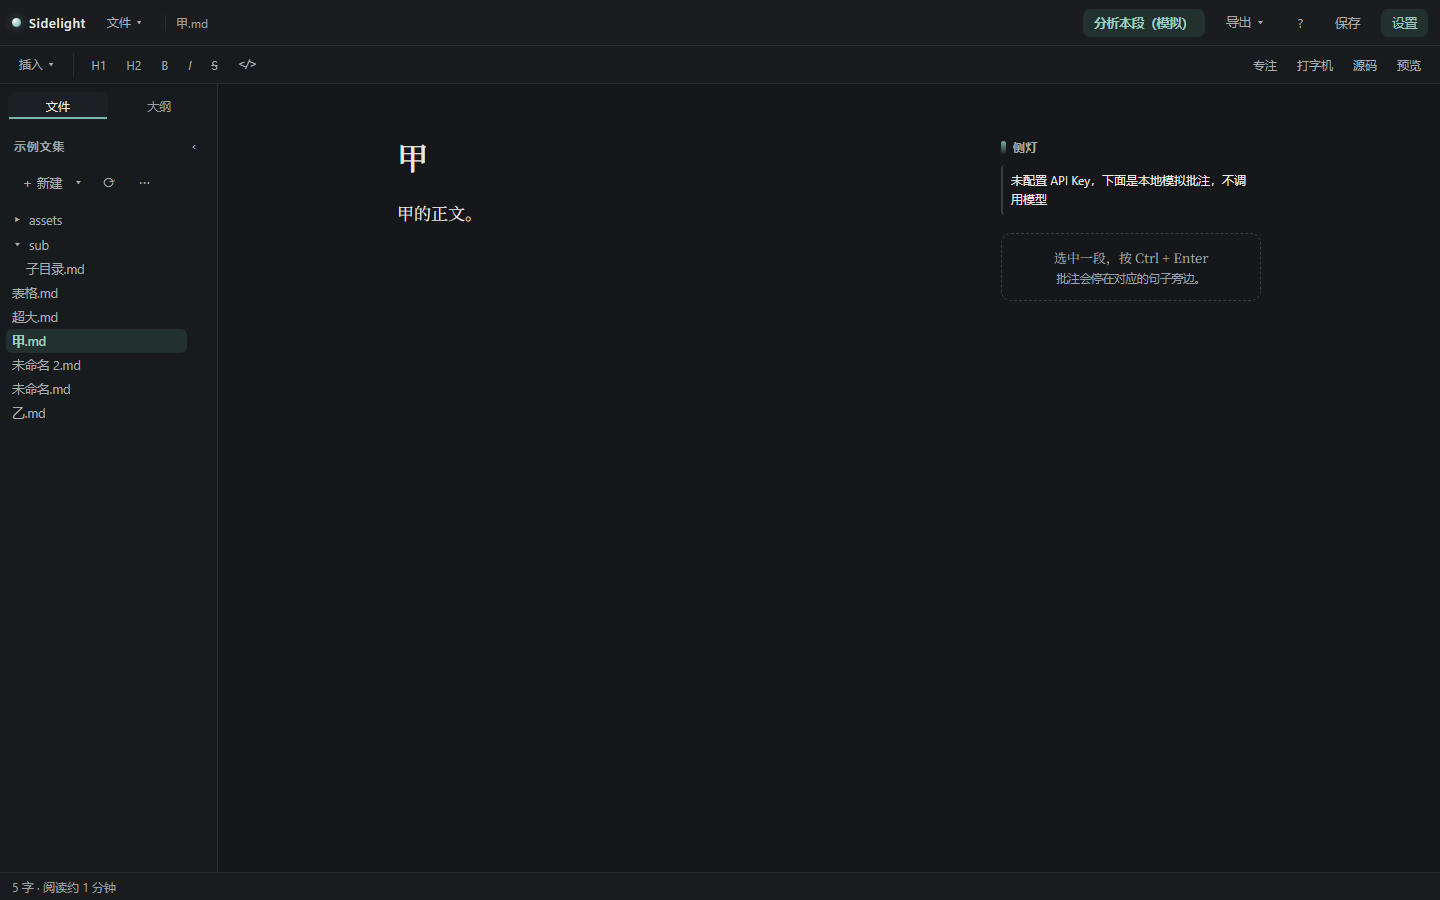 Sidelight 文件 甲.md 分析本段（模拟） 导出 ? 保存 设置
插入 H1 H2 B I S </> 专注 打字机 源码 预览
文件 大纲
示例文集
+ 新建 ···
assets
sub
子目录.md
表格.md
超大.md
甲.md
未命名 2.md
未命名.md
乙.md
甲
甲的正文。
侧灯
未配置 API Key，下面是本地模拟批注，不调
用模型
选中一段，按 Ctrl + Enter
批注会停在对应的句子旁边。
5 字 · 阅读约 1 分钟